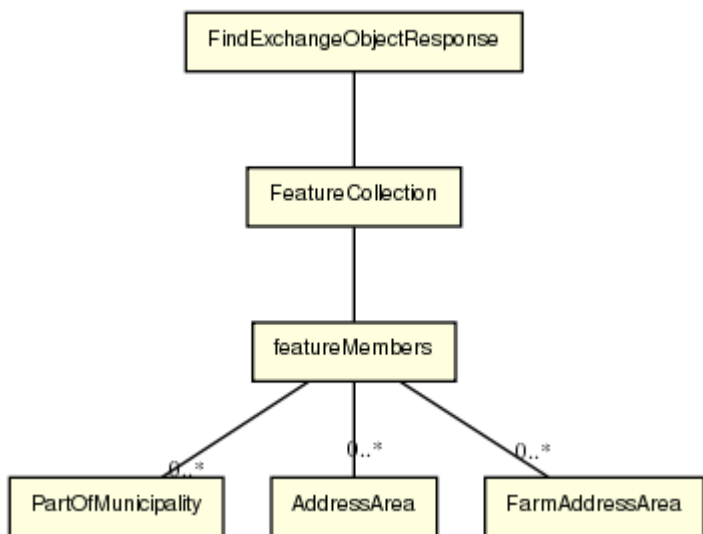 FindExchangeObjectResponse
FeatureCollection
featureMembers
0..*
0..*
0..*
PartOfMunicipality
AddressArea
FarmAddressArea